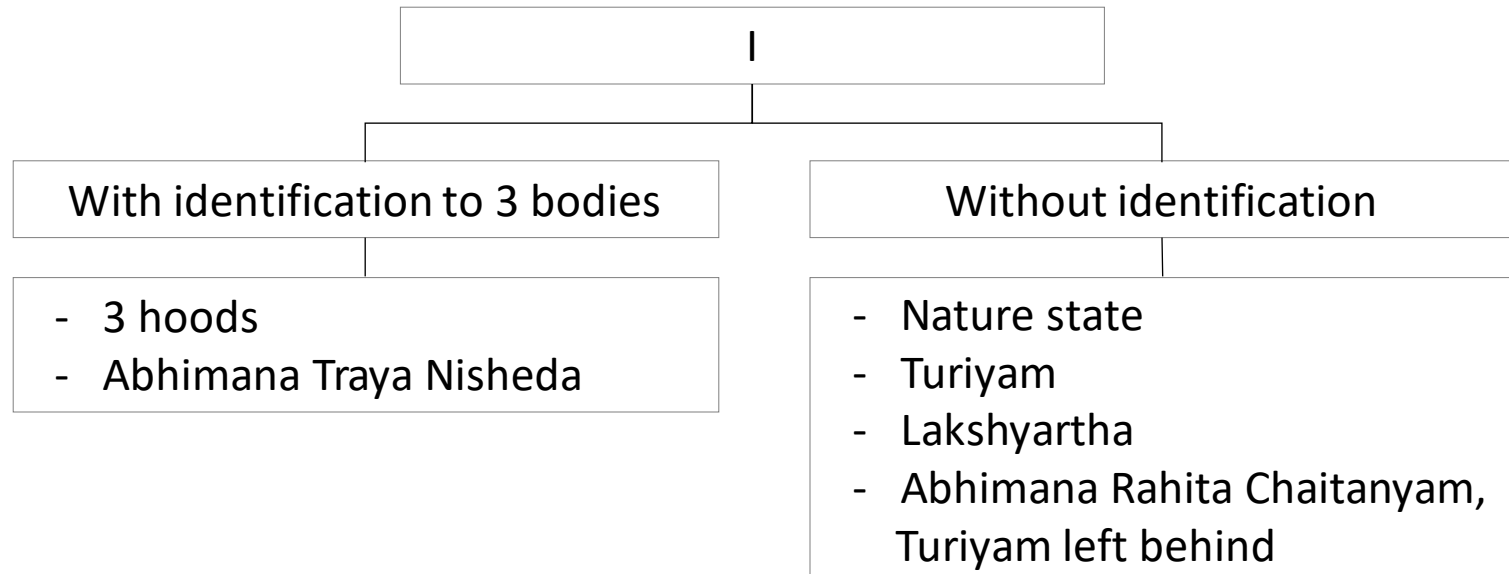 I
With identification to 3 bodies
Without identification
- 3 hoods
- Abhimana Traya Nisheda
- Nature state
- Turiyam
- Lakshyartha
- Abhimana Rahita Chaitanyam,
Turiyam left behind